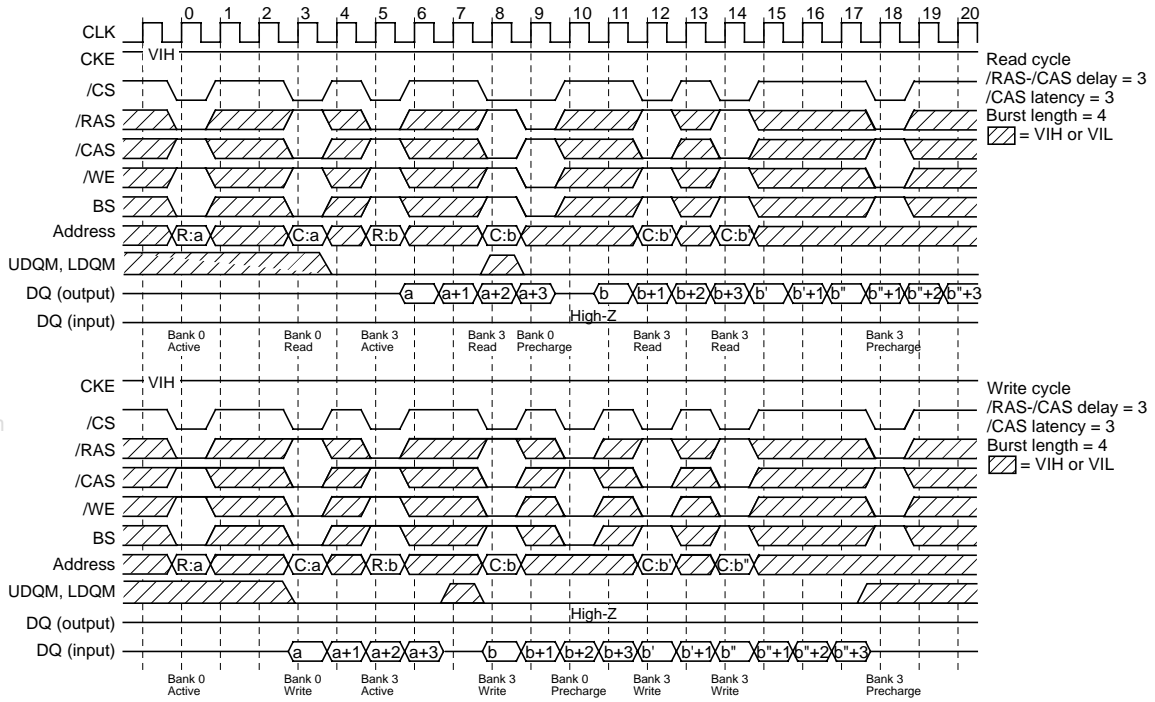 0 1 2 3 4 5 6 7 8 9 10 11 12 13 14 15 16 17 18 19 20
CLK
CKE VIH
/CS
/RAS
/CAS
/WE
BS
Address R:a C:a R:b C:b C:b' C:b"
UDQM, LDQM
DQ (output) a a+1 a+2 a+3 b b+1 b+2 b+3 b' b'+1 b" b"+1 b"+2 b"+3
High-Z
DQ (input)
Bank 0 Active
Bank 0 Read
Bank 3 Active
Bank 3 Read
Bank 0 Precharge
Bank 3 Read
Bank 3 Read
Bank 3 Precharge
Read cycle
/RAS-/CAS delay = 3
/CAS latency = 3
Burst length = 4
= VIH or VIL
CKE VIH
/CS
/RAS
/CAS
/WE
BS
Address R:a C:a R:b C:b C:b' C:b"
UDQM, LDQM
High-Z
DQ (output)
DQ (input) a a+1 a+2 a+3 b b+1 b+2 b+3 b' b'+1 b" b"+1 b"+2 b"+3
Bank 0 Active
Bank 0 Write
Bank 3 Active
Bank 3 Write
Bank 0 Precharge
Bank 3 Write
Bank 3 Write
Bank 3 Precharge
Write cycle
/RAS-/CAS delay = 3
/CAS latency = 3
Burst length = 4
= VIH or VIL